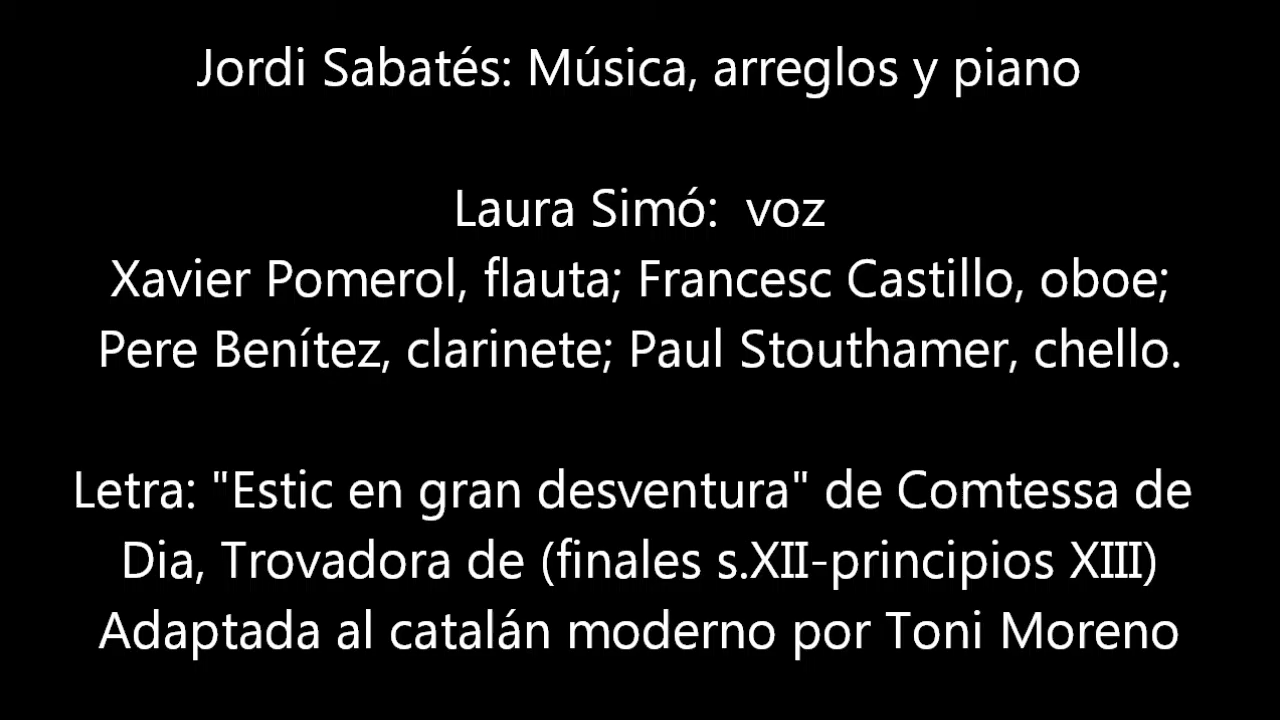 Jordi Sabatés: Música, arreglos y piano
Laura Simó:  voz
Xavier Pomerol, flauta; Francesc Castillo, oboe;
Pere Benítez, clarinete; Paul Stouthamer, chello.
Letra: "Estic en gran desventura" de Comtessa de
Dia, Trovadora de (finales s.XII-principios XIII)
Adaptada al catalán moderno por Toni Moreno